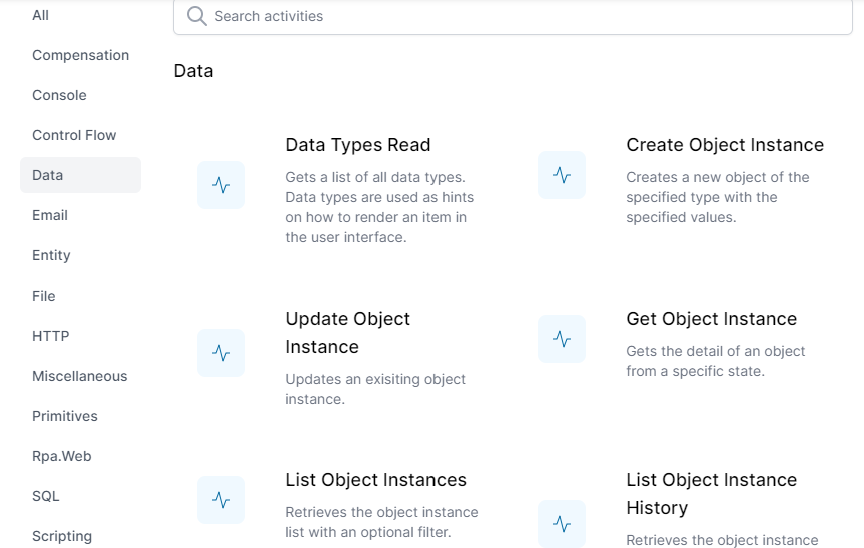 All
Compensation
Console
Control Flow
Data
Email
Entity
File
HTTP
Miscellaneous
Primitives
Rpa.Web
SQL
Scripting
Search activities
Data
Data Types Read
Gets a list of all data types.
Data types are used as hints
on how to render an item in
the user interface.
Create Object Instance
Creates a new object of the
specified type with the
specified values.
Update Object
Instance
Updates an exisiting object
instance.
Get Object Instance
Gets the detail of an object
from a specific state.
List Object Instances
Retrieves the object instance
list with an optional filter.
List Object Instance
History
Retrieves the object instance